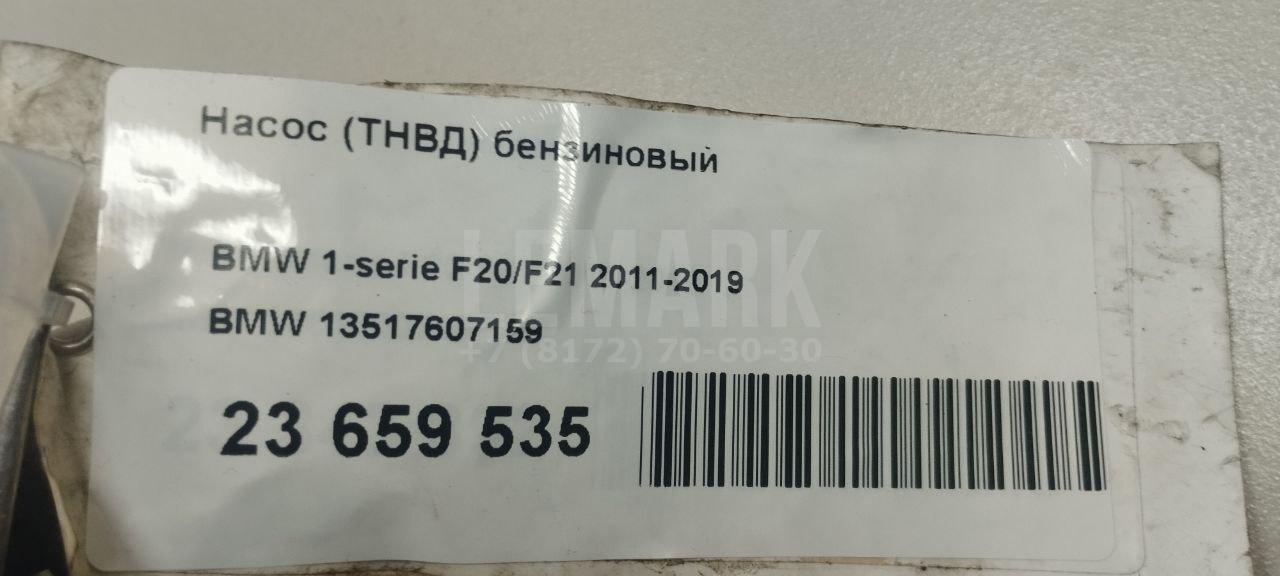 Насос (ТНВД) бензиновый
BMW 1-serie F20/F21 2011-2019
BMW 13517607159
23 659 535
LEMARK
+7 (8172) 70-60-30